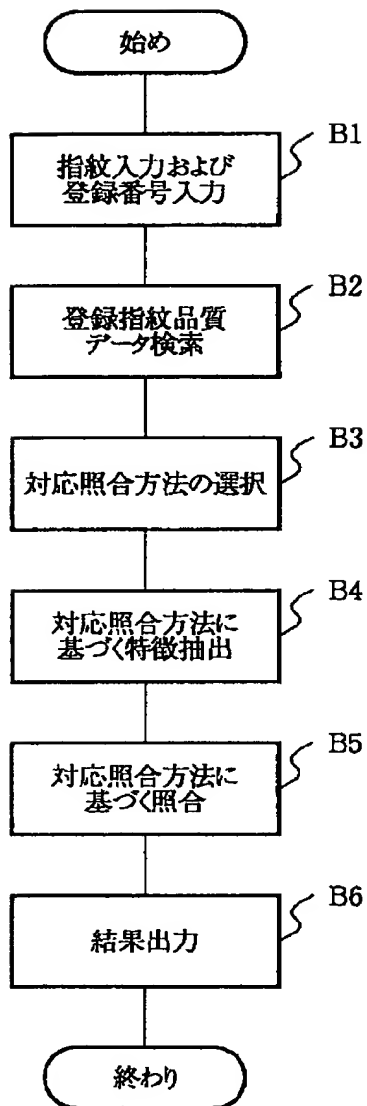 始め
B1
指紋入力および
登録番号入力
B2
登録指紋品質
データ検索
B3
対応照合方法の選択
B4
対応照合方法に
基づく特徴抽出
B5
対応照合方法に
基づく照合
B6
結果出力
終わり